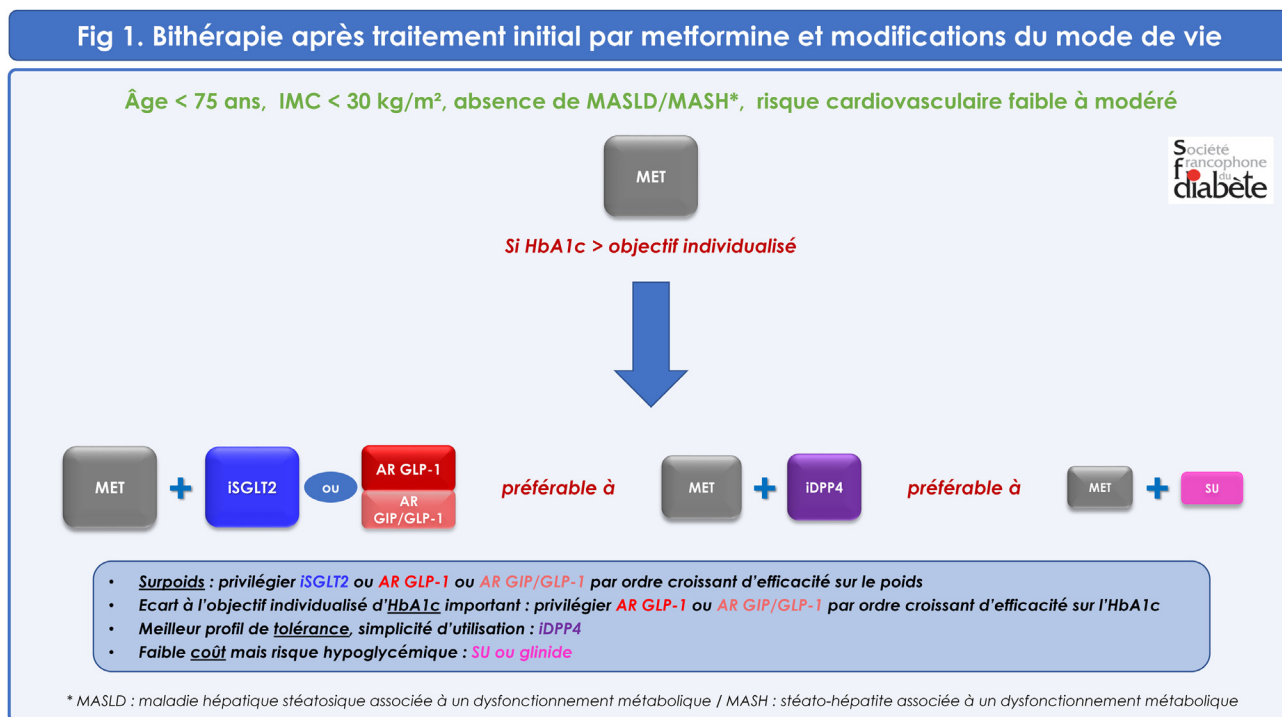 Fig 1. Bithérapie après traitement initial par metformine et modifications du mode de vie
Âge < 75 ans, IMC < 30 kg/m², absence de MASLD/MASH*, risque cardiovasculaire faible à modéré
MET
Société
francophone
du
diabète
Si HbA1c > objectif individualisé
MET + iSGLT2 ou AR GLP-1
AR
GIP/GLP-1
préférable à
MET + iDPP4
préférable à
MET + SU
• Surpoids : privilégier iSGLT2 ou AR GLP-1 ou AR GIP/GLP-1 par ordre croissant d'efficacité sur le poids
• Ecart à l'objectif individualisé d'HbA1c important : privilégier AR GLP-1 ou AR GIP/GLP-1 par ordre croissant d'efficacité sur l'HbA1c
• Meilleur profil de tolérance, simplicité d'utilisation : iDPP4
• Faible coût mais risque hypoglycémique : SU ou glinide
* MASLD : maladie hépatique stéatosique associée à un dysfonctionnement métabolique / MASH : stéato-hépatite associée à un dysfonctionnement métabolique